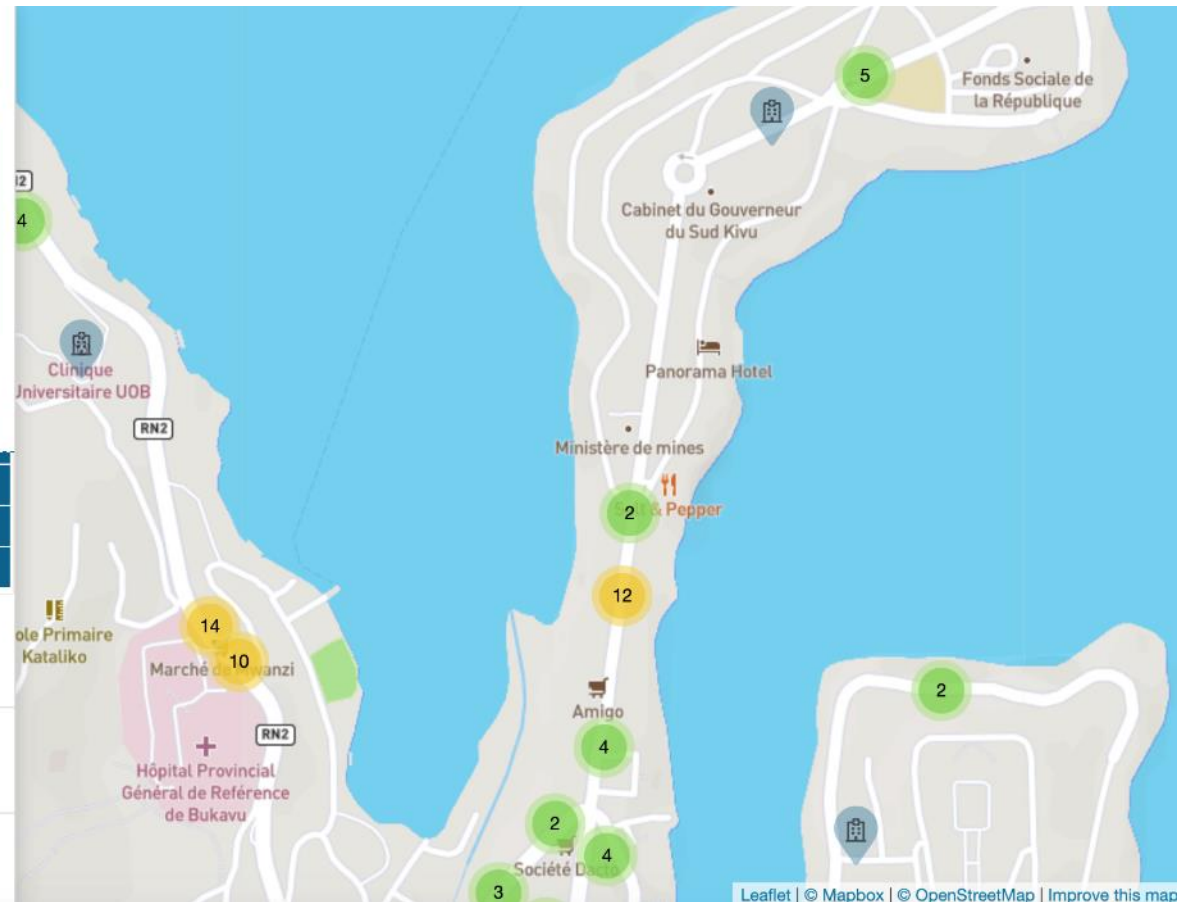 5
Fonds Sociale de
la République
Cabinet du Gouverneur
du Sud Kivu
4
Clinique
Universitaire UOB
Panorama Hotel
RN2
Ministère de mines
2
& Pepper
12
Primaire
Kataliko
14
10
Marché de
2
Amigo
RN2
4
Hôpital Provincial
Général de Reférence
de Bukavu
2
4
Société
3
Leaflet | © Mapbox | © OpenStreetMap | Improve this map